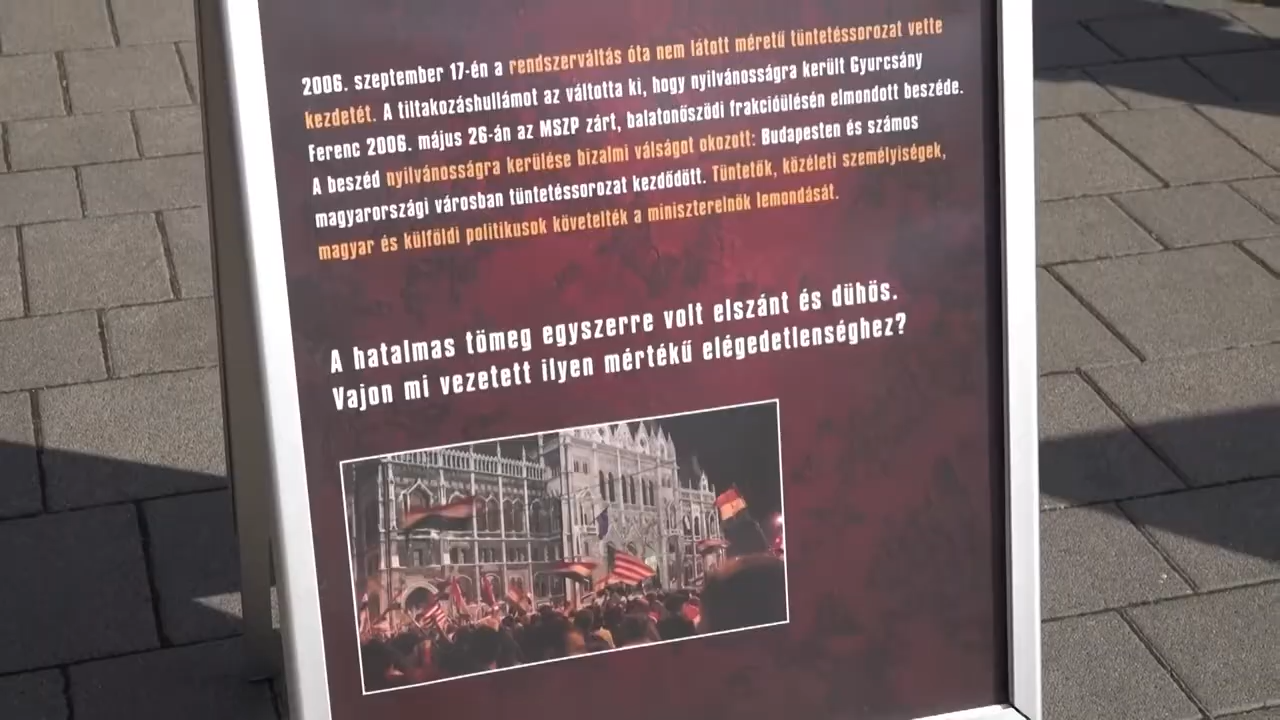 2006. szeptember 17-én a rendszerváltás óta nem látott méretű tüntetéssorozat vette
kezdetét. A tiltakozáshullámot az váltotta ki, hogy nyilvánosságra került Gyurcsány
Ferenc 2006. május 26-án az MSZP zárt, balatonőszödi frakcióülésén elmondott beszéde.
A beszéd nyilvánosságra kerülése bizalmi válságot okozott: Budapesten és számos
magyarországi városban tüntetéssorozat kezdődött. Tüntetők, közéleti személyiségek,
magyar és külföldi politikusok követelték a miniszterelnök lemondását.
A hatalmas tömeg egyszerre volt elszánt és dühös.
Vajon mi vezetett ilyen mértékű elégedetlenséghez?